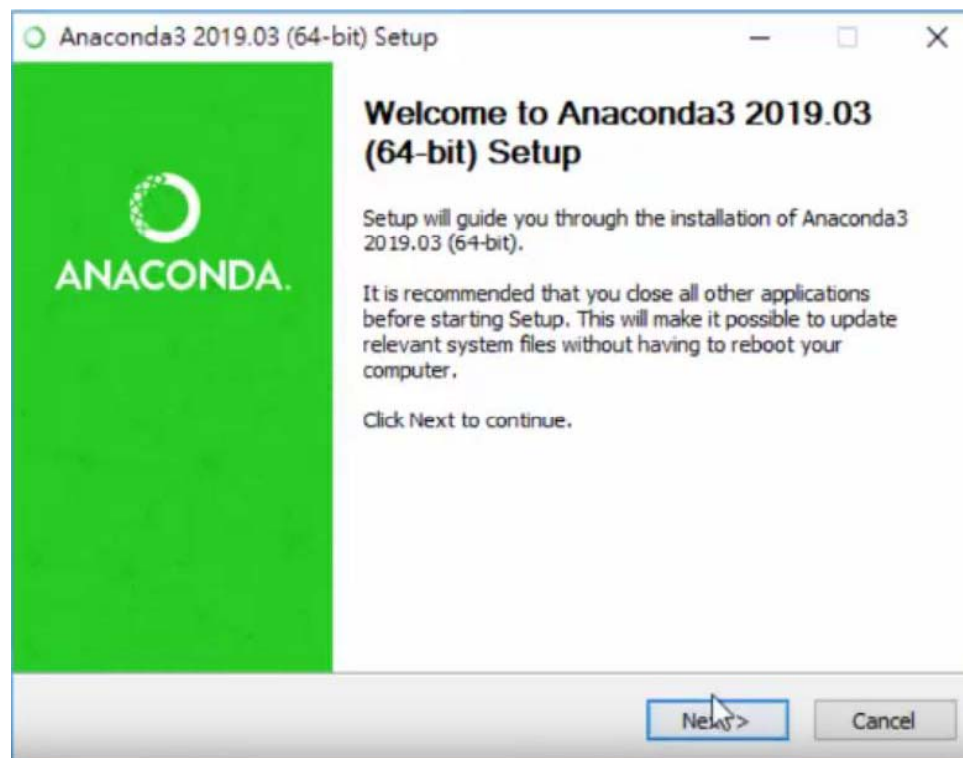 Anaconda3 2019.03 (64-bit) Setup
ANACONDA.
Welcome to Anaconda3 2019.03
(64-bit) Setup
Setup will guide you through the installation of Anaconda3
2019.03 (64-bit).
It is recommended that you close all other applications
before starting Setup. This will make it possible to update
relevant system files without having to reboot your
computer.
Click Next to continue.
Next >
Cancel